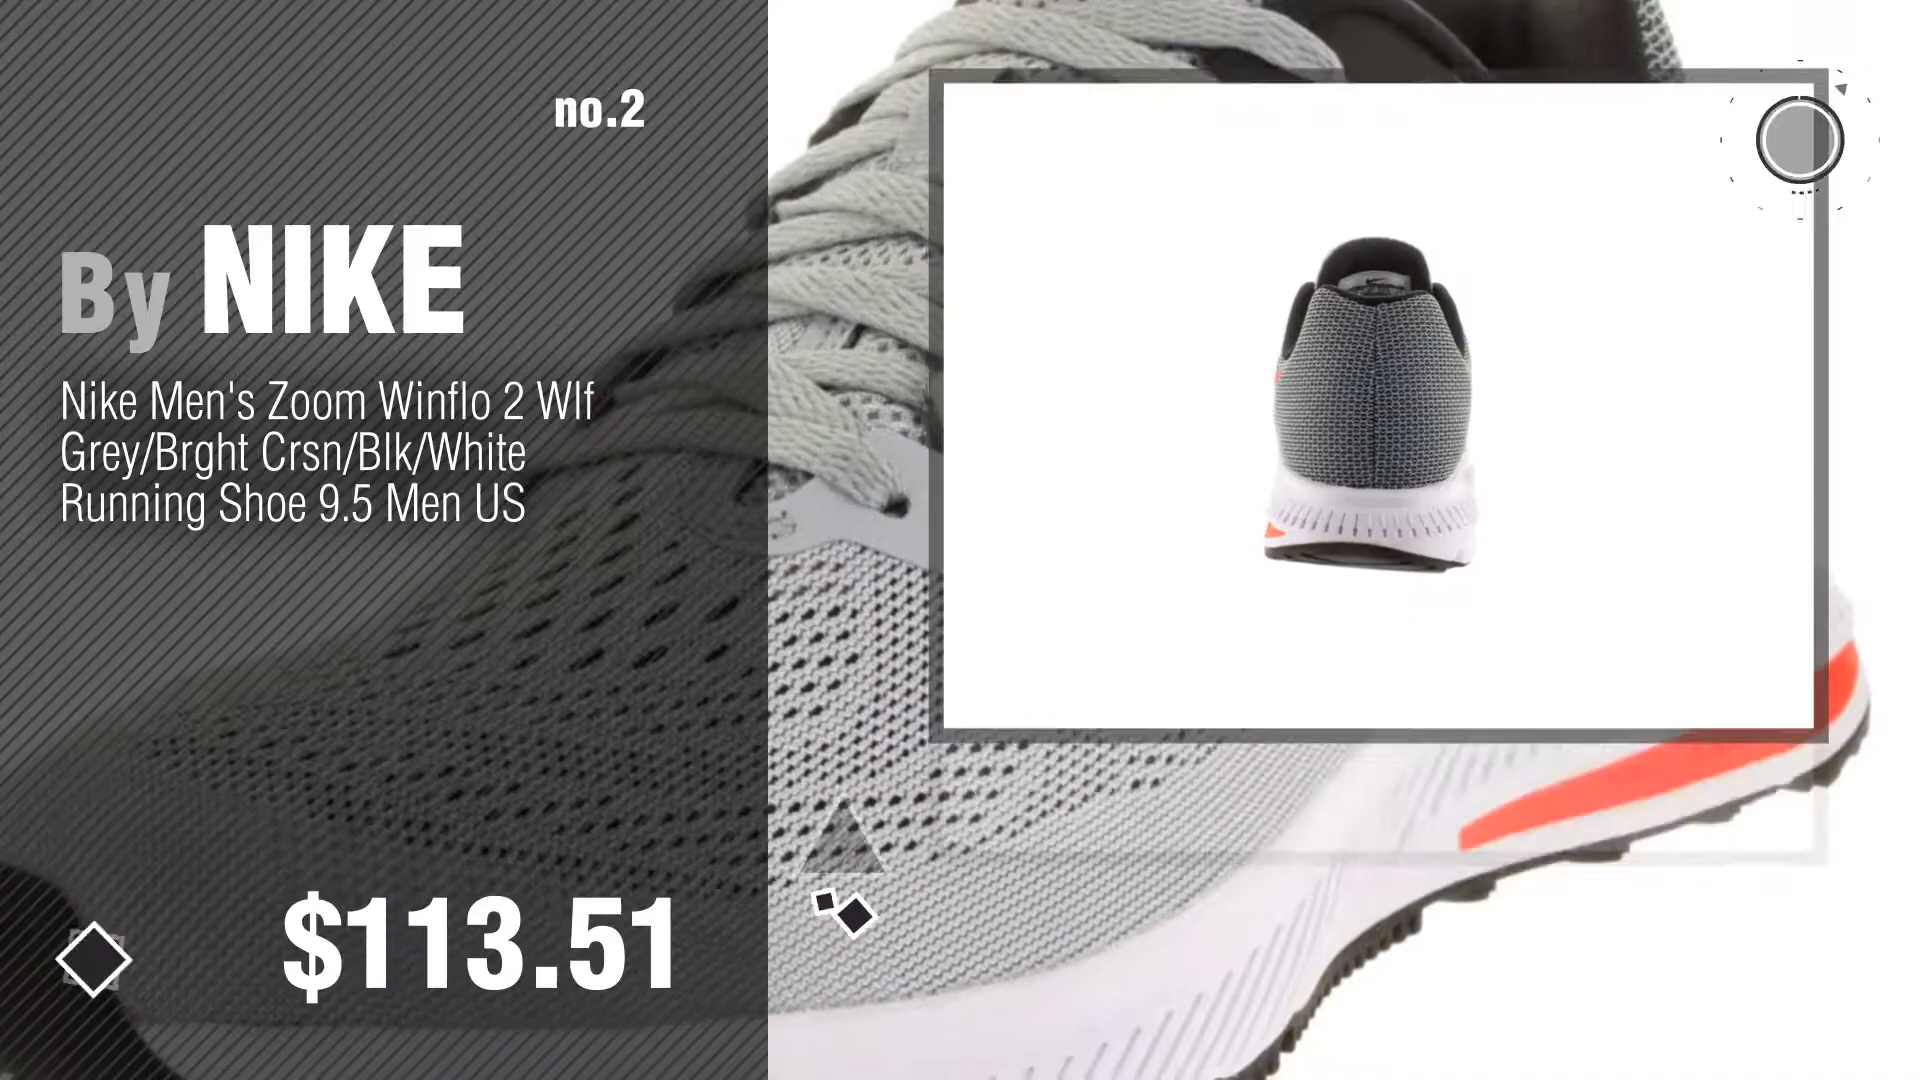 no.2
By NIKE
Nike Men's Zoom Winflo 2 Wlf
Grey/Brght Crsn/Blk/White
Running Shoe 9.5 Men US
$113.51